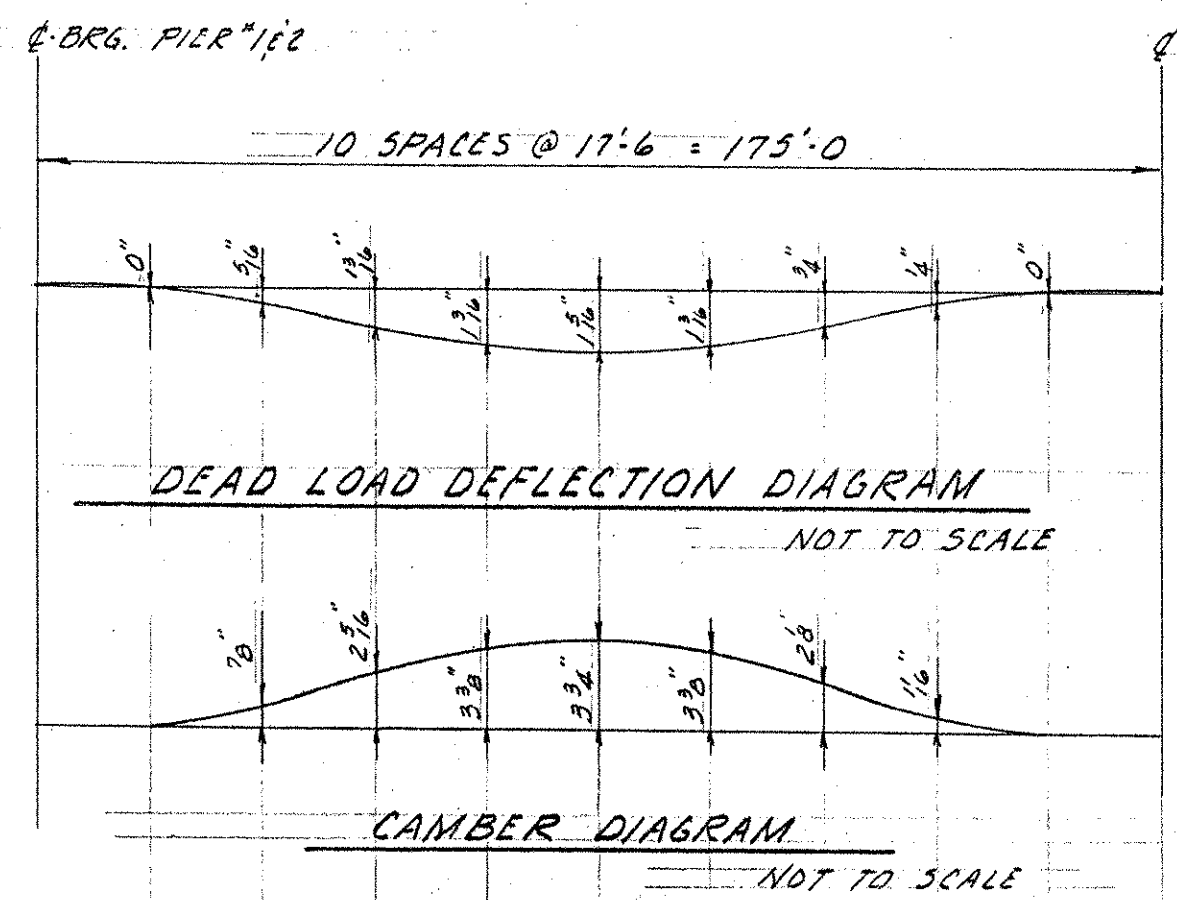 ℄ BRG. PIER #1&2
℄
10 SPACES @ 17'-6 = 175'-0
0" 5/16" 13/16" 1 3/16" 1 5/16" 1 3/16" 3/4" 1/4" 0"
DEAD LOAD DEFLECTION DIAGRAM
NOT TO SCALE
7/8" 2 5/16" 3 3/8" 3 3/4" 3 3/8" 2 1/8' 11/16"
CAMBER DIAGRAM
NOT TO SCALE